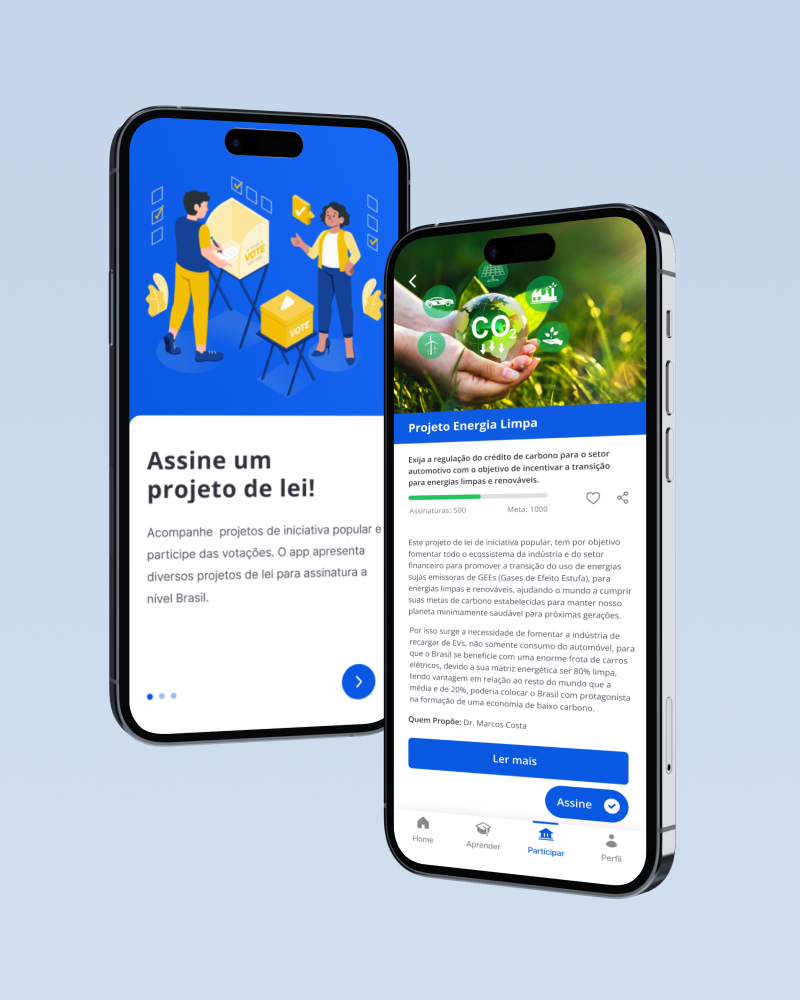 VOTE
VOTE
Assine um
projeto de lei!
Acompanhe projetos de iniciativa popular e
participe das votações. O app apresenta
diversos projetos de lei para assinatura a
nível Brasil.
CO2
Projeto Energia Limpa
Exija a regulação do crédito de carbono para o setor
automotivo com o objetivo de incentivar a transição
para energias limpas e renováveis.
Assinaturas: 500
Meta: 1000
Este projeto de lei de iniciativa popular, tem por objetivo
fomentar todo o ecossistema da indústria e do setor
financeiro para promover a transição do uso de energias
sujas emissoras de GEEs (Gases de Efeito Estufa), para
energias limpas e renováveis, ajudando o mundo a cumprir
suas metas de carbono estabelecidas para manter nosso
planeta minimamente saudável para próximas gerações.
Por isso surge a necessidade de fomentar a indústria de
recargar de EVs, não somente consumo do automóvel, para
que o Brasil se beneficie com uma enorme frota de carros
elétricos, devido a sua matriz energética ser 80% limpa,
tendo vantagem em relação ao resto do mundo que a
média e de 20%, poderia colocar o Brasil com protagonista
na formação de uma economia de baixo carbono.
Quem Propõe: Dr. Marcos Costa
Ler mais
Assine
Home
Aprender
Participar
Perfil